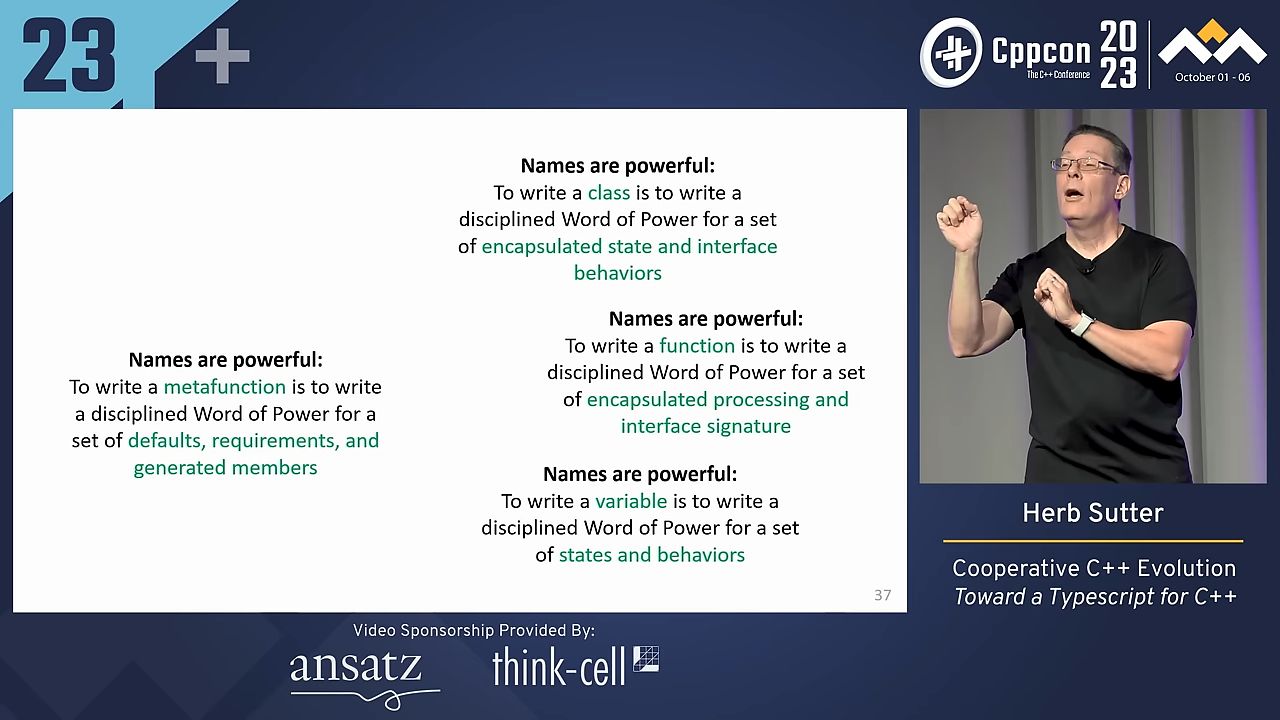 23
Cppcon
The C++ Conference
20
23
October 01 - 06
Names are powerful:
To write a class is to write a
disciplined Word of Power for a set
of encapsulated state and interface
behaviors
Names are powerful:
To write a function is to write a
disciplined Word of Power for a set
of encapsulated processing and
interface signature
Names are powerful:
To write a metafunction is to write
a disciplined Word of Power for a
set of defaults, requirements, and
generated members
Names are powerful:
To write a variable is to write a
disciplined Word of Power for a set
of states and behaviors
37
Herb Sutter
Cooperative C++ Evolution
Toward a Typescript for C++
Video Sponsorship Provided By:
ansatz
think-cell